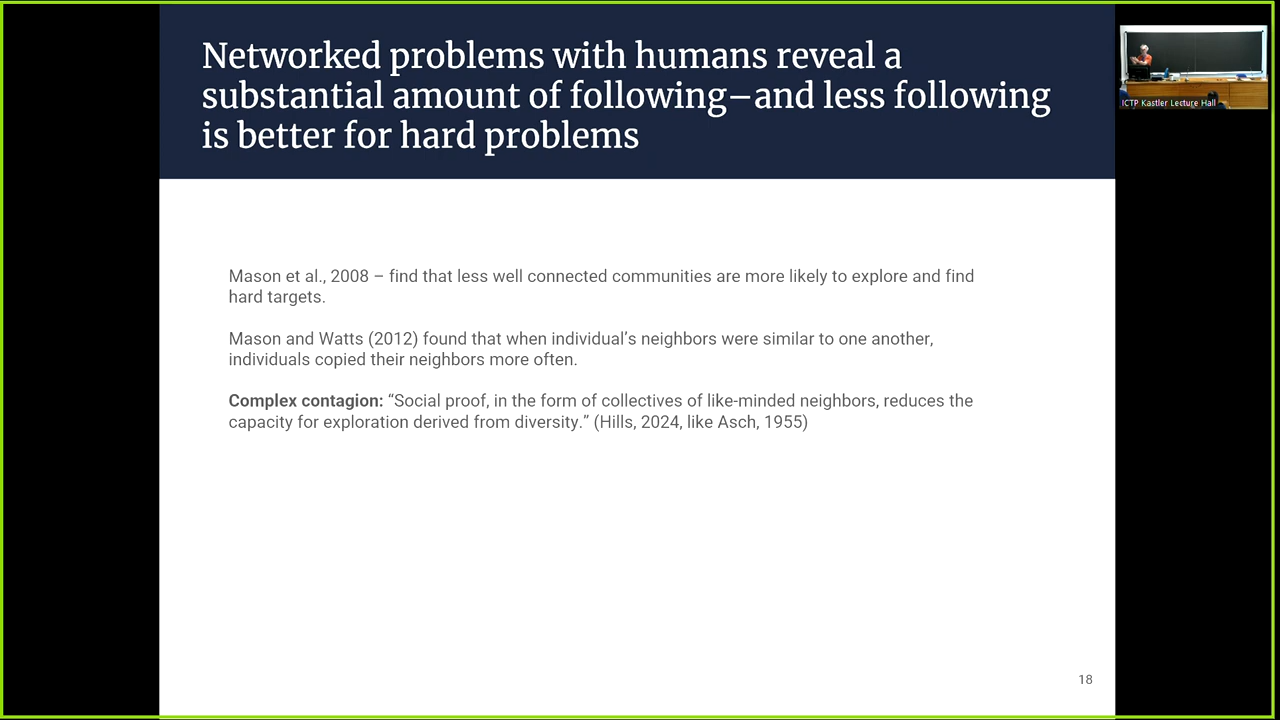 Networked problems with humans reveal a
substantial amount of following–and less following
is better for hard problems
ICTP Kastler Lecture Hall
Mason et al., 2008 – find that less well connected communities are more likely to explore and find
hard targets.
Mason and Watts (2012) found that when individual’s neighbors were similar to one another,
individuals copied their neighbors more often.
Complex contagion: “Social proof, in the form of collectives of like-minded neighbors, reduces the
capacity for exploration derived from diversity.” (Hills, 2024, like Asch, 1955)
18